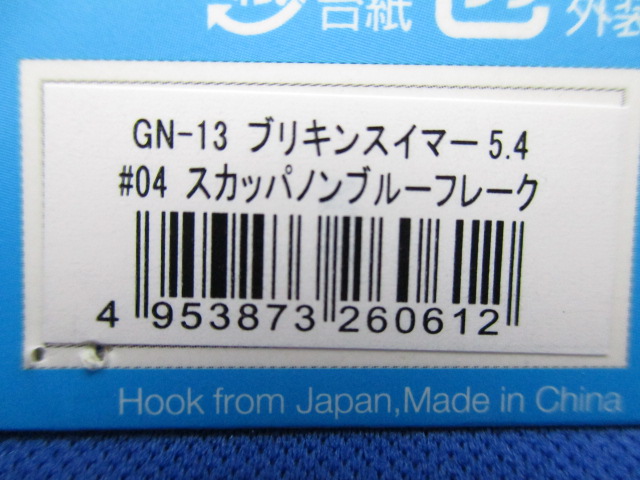 台紙 外装
GN-13 ブリキンスイマー5.4
#04 スカッパノンブルーフレーク
4 953873 260612
Hook from Japan,Made in China